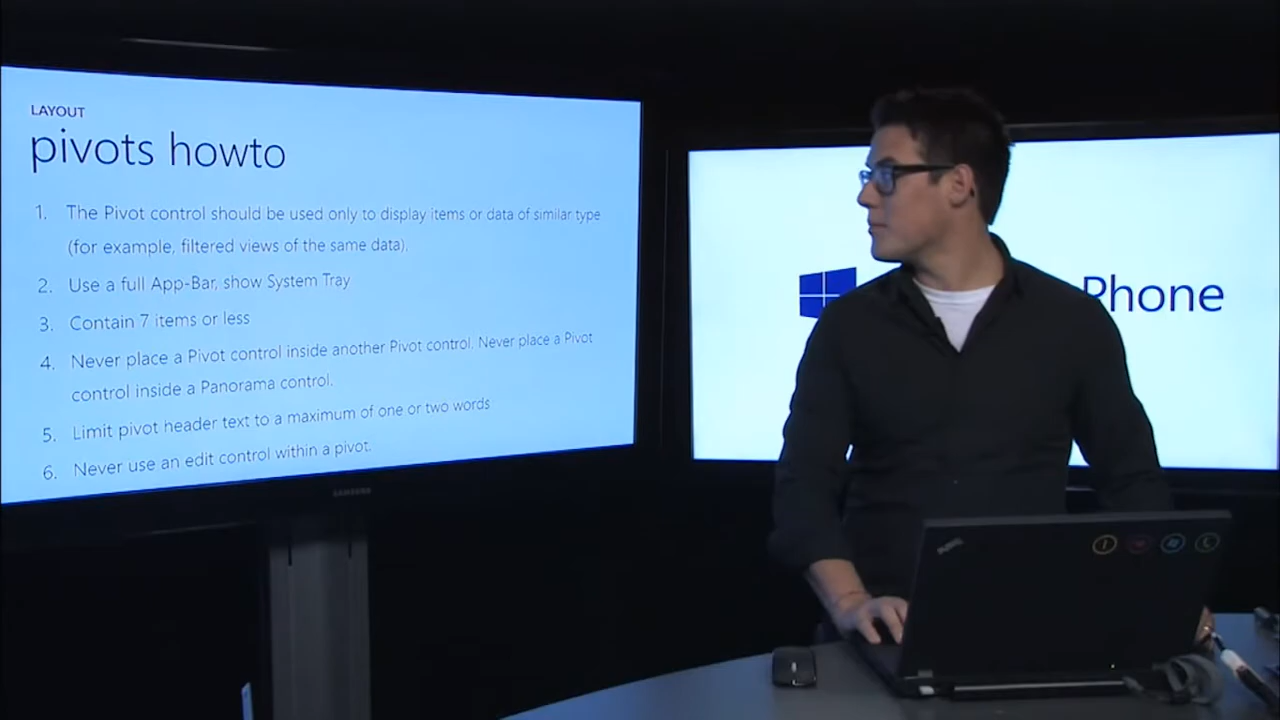 LAYOUT
pivots howto
1. The Pivot control should be used only to display items or data of similar type
(for example, filtered views of the same data).
2. Use a full App-Bar, show System Tray
3. Contain 7 items or less
4. Never place a Pivot control inside another Pivot control. Never place a Pivot
control inside a Panorama control.
5. Limit pivot header text to a maximum of one or two words
6. Never use an edit control within a pivot.
SAMSUNG
Phone